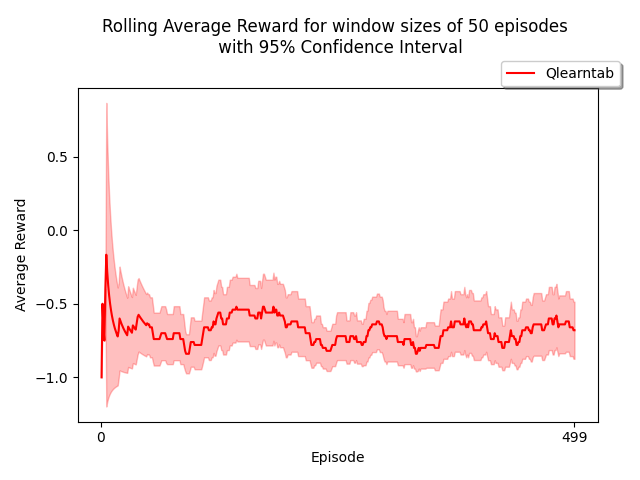 Rolling Average Reward for window sizes of 50 episodes
with 95% Confidence Interval
Qlearntab
0.5
0.0
−0.5
−1.0
Average Reward
0
499
Episode